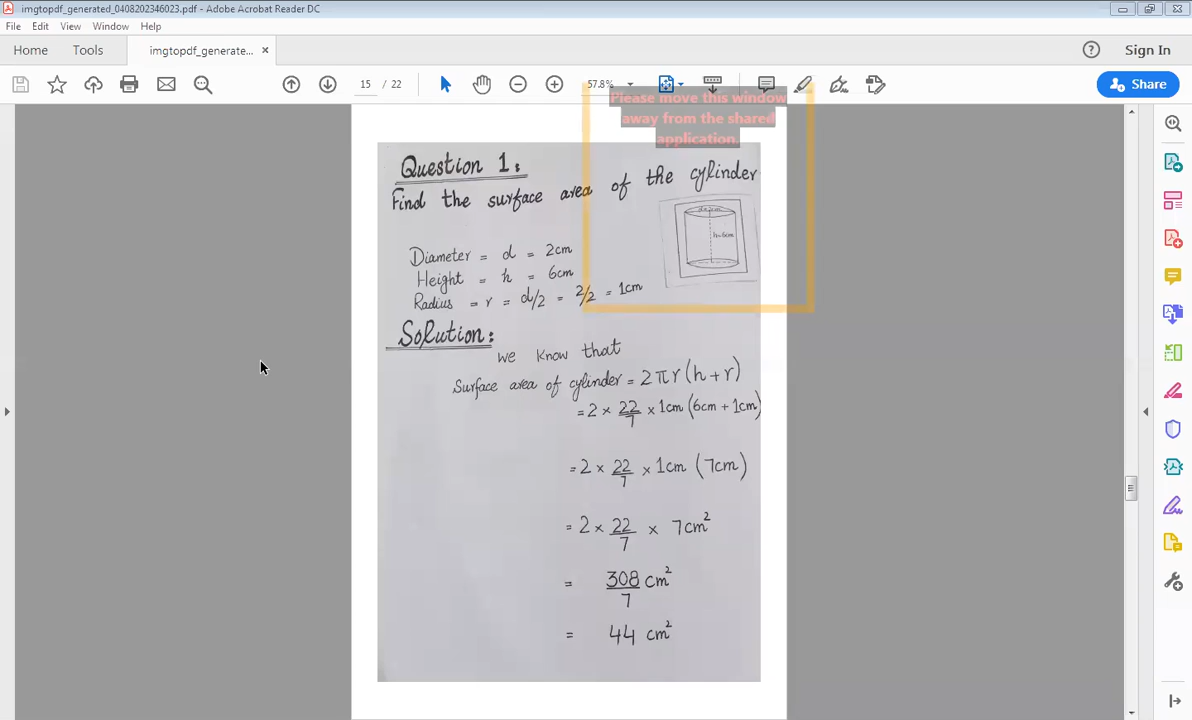 imgtopdf_generated_0408202346023.pdf - Adobe Acrobat Reader DC
File Edit View Window Help
Home Tools imgtopdf_generate... × Sign In
15 / 22 57.8% Share
Please move this window
away from the shared
application.
Question 1:
Find the surface area of the cylinder
h=6cm
Diameter = d = 2cm
Height = h = 6cm
Radius = r = d/2 = 2/2 = 1cm
Solution:
we know that
Surface area of cylinder = 2πr(h+r)
= 2 × 22/7 × 1cm (6cm + 1cm)
= 2 × 22/7 × 1cm (7cm)
= 2 × 22/7 × 7cm²
= 308/7 cm²
= 44 cm²